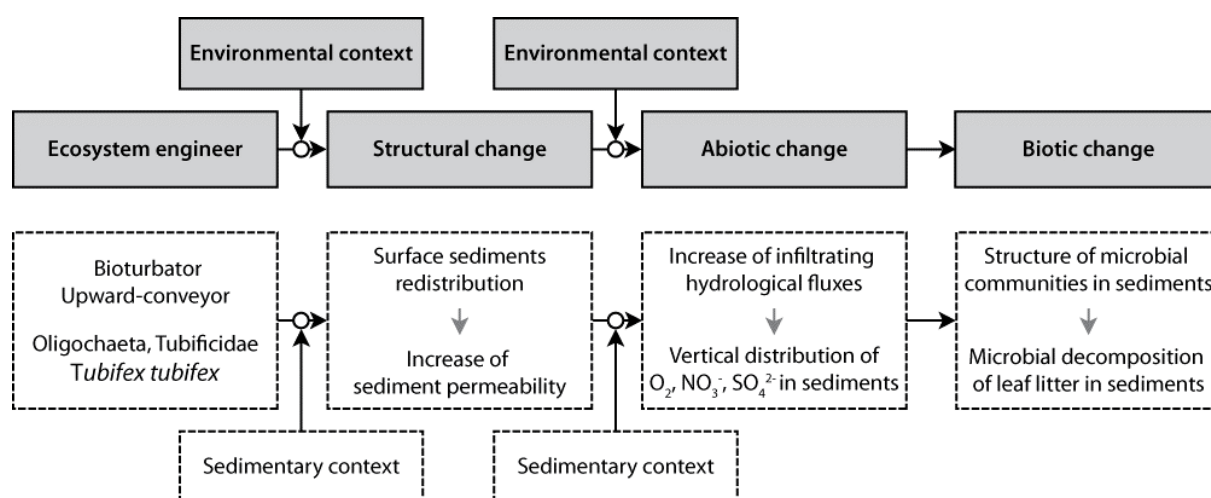 Environmental context
Environmental context
Ecosystem engineer
Structural change
Abiotic change
Biotic change
Bioturbator
Upward-conveyor
Oligochaeta, Tubificidae
Tubifex tubifex
Surface sediments
redistribution
Increase of
sediment permeability
Increase of infiltrating
hydrological fluxes
Vertical distribution of
O₂, NO₃⁻, SO₄²⁻ in sediments
Structure of microbial
communities in sediments
Microbial decomposition
of leaf litter in sediments
Sedimentary context
Sedimentary context